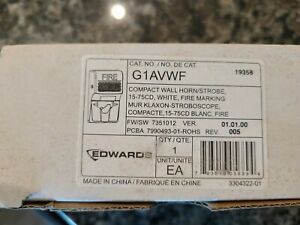 CAT. NO. / NO. DE CAT.
G1AVWF
19358
FIRE
COMPACT WALL HORN/STROBE,
15-75CD, WHITE, FIRE MARKING
MUR KLAXON-STROBOSCOPE,
COMPACTE, 15-75CD BLANC, FIRE
FW/SW 7351012 VER. 01.01.00
PCBA 7990493-01-ROHS REV. 005
EDWARDS
QTY / QTE
1
UNIT/UNITE
EA
MADE IN CHINA / FABRIQUÉ EN CHINE
3304322-01